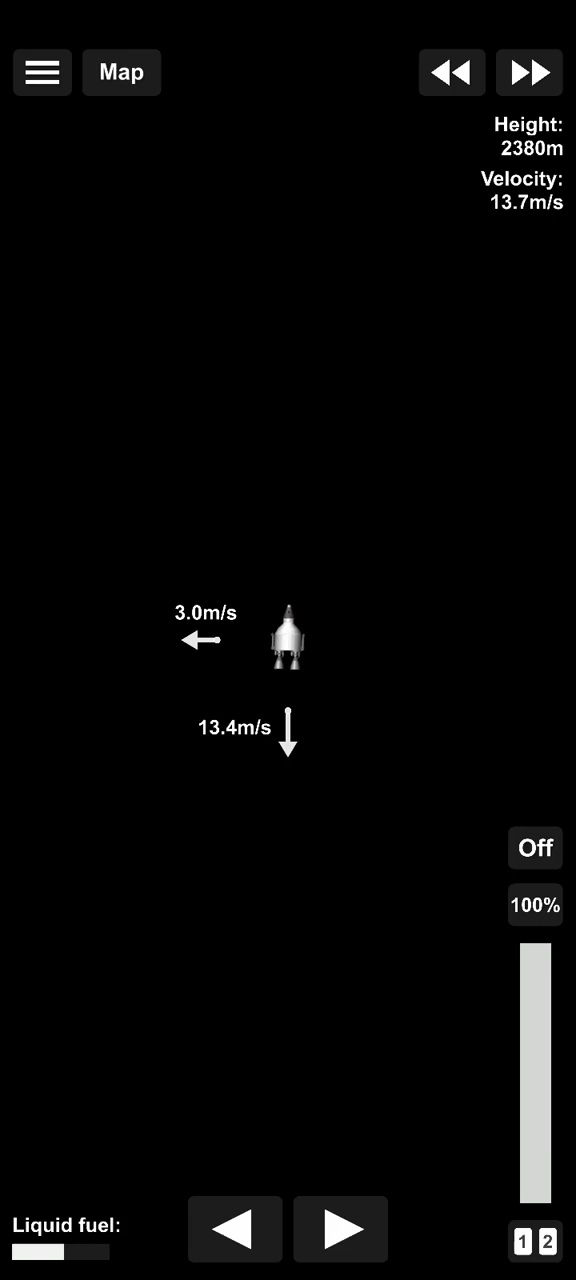 Map
Height:
2380m
Velocity:
13.7m/s
3.0m/s
13.4m/s
Off
100%
Liquid fuel:
1 2